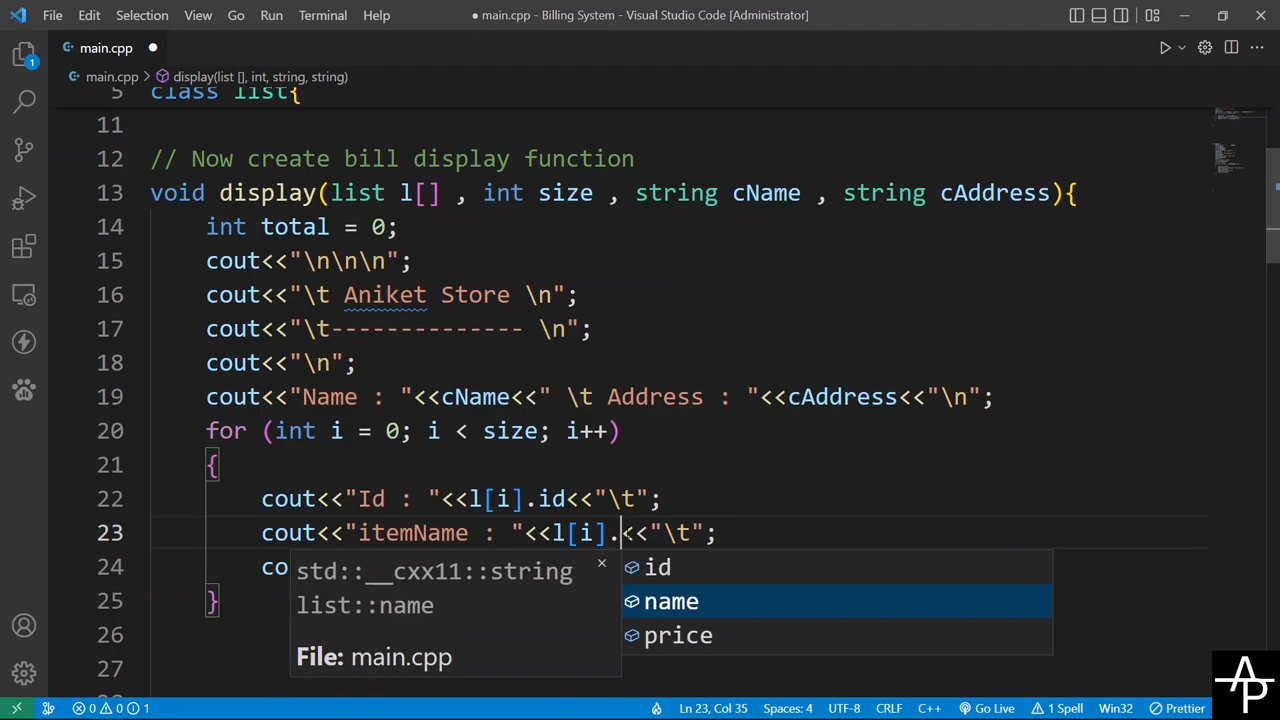 File Edit Selection View Go Run Terminal Help ● main.cpp - Billing System - Visual Studio Code [Administrator]
main.cpp ●
main.cpp > display(list [], int, string, string)
5 class list{
11
12 // Now create bill display function
13 void display(list l[] , int size , string cName , string cAddress){
14 int total = 0;
15 cout<<"\n\n\n";
16 cout<<"\t Aniket Store \n";
17 cout<<"\t-------------- \n";
18 cout<<"\n";
19 cout<<"Name : "<<cName<<" \t Address : "<<cAddress<<"\n";
20 for (int i = 0; i < size; i++)
21 {
22 cout<<"Id : "<<l[i].id<<"\t";
23 cout<<"itemName : "<<l[i].<<"\t";
24 co
25 }
26
27
std::__cxx11::string
list::name
File: main.cpp
id
name
price
1
AP
0 0 1 Ln 23, Col 35 Spaces: 4 UTF-8 CRLF C++ Go Live 1 Spell Win32 Prettier